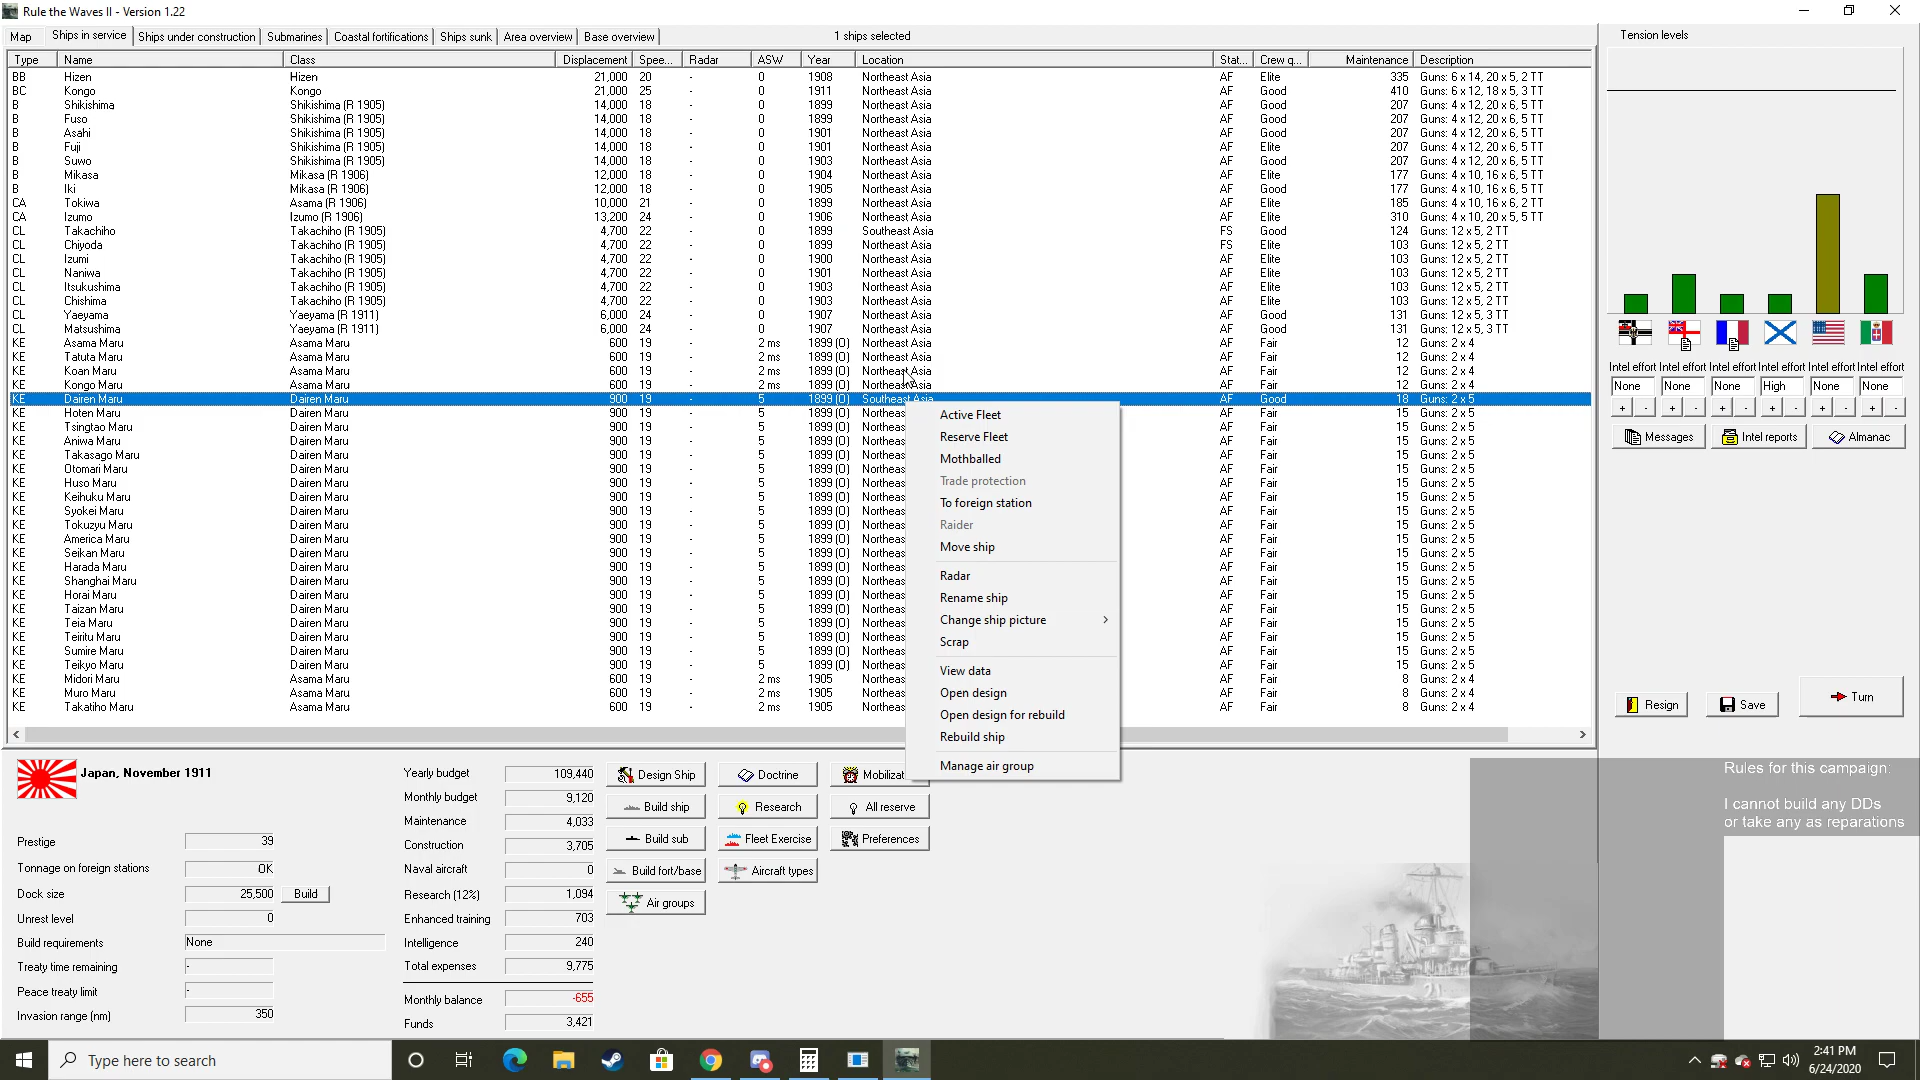 Rule the Waves II - Version 1.22
Map Ships in service Ships under construction Submarines Coastal fortifications Ships sunk Area overview Base overview 1 ships selected
Type Name Class Displacement Spee... Radar ASW Year Location Stat... Crew q... Maintenance Description
BB Hizen Hizen 21,000 20 - 0 1908 Northeast Asia AF Elite 335 Guns: 6 x 14, 20 x 5, 2 TT
BC Kongo Kongo 21,000 25 - 0 1911 Northeast Asia AF Good 410 Guns: 6 x 12, 18 x 5, 3 TT
B Shikishima Shikishima (R 1905) 14,000 18 - 0 1899 Northeast Asia AF Good 207 Guns: 4 x 12, 20 x 6, 5 TT
B Fuso Shikishima (R 1905) 14,000 18 - 0 1899 Northeast Asia AF Good 207 Guns: 4 x 12, 20 x 6, 5 TT
B Asahi Shikishima (R 1905) 14,000 18 - 0 1901 Northeast Asia AF Good 207 Guns: 4 x 12, 20 x 6, 5 TT
B Fuji Shikishima (R 1905) 14,000 18 - 0 1901 Northeast Asia AF Elite 207 Guns: 4 x 12, 20 x 6, 5 TT
B Suwo Shikishima (R 1905) 14,000 18 - 0 1903 Northeast Asia AF Good 207 Guns: 4 x 12, 20 x 6, 5 TT
B Mikasa Mikasa (R 1906) 12,000 18 - 0 1904 Northeast Asia AF Elite 177 Guns: 4 x 10, 16 x 6, 5 TT
B Iki Mikasa (R 1906) 12,000 18 - 0 1905 Northeast Asia AF Good 177 Guns: 4 x 10, 16 x 6, 5 TT
CA Tokiwa Asama (R 1906) 10,000 21 - 0 1899 Northeast Asia AF Elite 185 Guns: 4 x 10, 16 x 6, 2 TT
CA Izumo Izumo (R 1906) 13,200 24 - 0 1906 Northeast Asia AF Elite 310 Guns: 4 x 10, 20 x 5, 5 TT
CL Takachiho Takachiho (R 1905) 4,700 22 - 0 1899 Southeast Asia FS Good 124 Guns: 12 x 5, 2 TT
CL Chiyoda Takachiho (R 1905) 4,700 22 - 0 1899 Northeast Asia FS Elite 103 Guns: 12 x 5, 2 TT
CL Izumi Takachiho (R 1905) 4,700 22 - 0 1900 Northeast Asia AF Elite 103 Guns: 12 x 5, 2 TT
CL Naniwa Takachiho (R 1905) 4,700 22 - 0 1901 Northeast Asia AF Elite 103 Guns: 12 x 5, 2 TT
CL Itsukushima Takachiho (R 1905) 4,700 22 - 0 1903 Northeast Asia AF Elite 103 Guns: 12 x 5, 2 TT
CL Chishima Takachiho (R 1905) 4,700 22 - 0 1903 Northeast Asia AF Elite 103 Guns: 12 x 5, 2 TT
CL Yaeyama Yaeyama (R 1911) 6,000 24 - 0 1907 Northeast Asia AF Good 131 Guns: 12 x 5, 3 TT
CL Matsushima Yaeyama (R 1911) 6,000 24 - 0 1907 Northeast Asia AF Good 131 Guns: 12 x 5, 3 TT
KE Asama Maru Asama Maru 600 19 - 2 ms 1899 (O) Northeast Asia AF Fair 12 Guns: 2 x 4
KE Tatuta Maru Asama Maru 600 19 - 2 ms 1899 (O) Northeast Asia AF Fair 12 Guns: 2 x 4
KE Koan Maru Asama Maru 600 19 - 2 ms 1899 (O) Northeast Asia AF Fair 12 Guns: 2 x 4
KE Kongo Maru Asama Maru 600 19 - 2 ms 1899 (O) Northeast Asia AF Fair 12 Guns: 2 x 4
KE Dairen Maru Dairen Maru 900 19 - 5 1899 (O) Southeast Asia AF Good 18 Guns: 2 x 5
KE Hoten Maru Dairen Maru 900 19 - 5 1899 (O) Northeas AF Fair 15 Guns: 2 x 5
KE Tsingtao Maru Dairen Maru 900 19 - 5 1899 (O) Northeas AF Fair 15 Guns: 2 x 5
KE Aniwa Maru Dairen Maru 900 19 - 5 1899 (O) Northeas AF Fair 15 Guns: 2 x 5
KE Takasago Maru Dairen Maru 900 19 - 5 1899 (O) Northeas AF Fair 15 Guns: 2 x 5
KE Otomari Maru Dairen Maru 900 19 - 5 1899 (O) Northeas AF Fair 15 Guns: 2 x 5
KE Huso Maru Dairen Maru 900 19 - 5 1899 (O) Northeas AF Fair 15 Guns: 2 x 5
KE Keihuku Maru Dairen Maru 900 19 - 5 1899 (O) Northeas AF Fair 15 Guns: 2 x 5
KE Syokei Maru Dairen Maru 900 19 - 5 1899 (O) Northeas AF Fair 15 Guns: 2 x 5
KE Tokuzyu Maru Dairen Maru 900 19 - 5 1899 (O) Northeas AF Fair 15 Guns: 2 x 5
KE America Maru Dairen Maru 900 19 - 5 1899 (O) Northeas AF Fair 15 Guns: 2 x 5
KE Seikan Maru Dairen Maru 900 19 - 5 1899 (O) Northeas AF Fair 15 Guns: 2 x 5
KE Harada Maru Dairen Maru 900 19 - 5 1899 (O) Northeas AF Fair 15 Guns: 2 x 5
KE Shanghai Maru Dairen Maru 900 19 - 5 1899 (O) Northeas AF Fair 15 Guns: 2 x 5
KE Horai Maru Dairen Maru 900 19 - 5 1899 (O) Northeas AF Fair 15 Guns: 2 x 5
KE Taizan Maru Dairen Maru 900 19 - 5 1899 (O) Northeas AF Fair 15 Guns: 2 x 5
KE Teia Maru Dairen Maru 900 19 - 5 1899 (O) Northeas AF Fair 15 Guns: 2 x 5
KE Teiritu Maru Dairen Maru 900 19 - 5 1899 (O) Northeas AF Fair 15 Guns: 2 x 5
KE Sumire Maru Dairen Maru 900 19 - 5 1899 (O) Northeas AF Fair 15 Guns: 2 x 5
KE Teikyo Maru Dairen Maru 900 19 - 5 1899 (O) Northeas AF Fair 15 Guns: 2 x 5
KE Midori Maru Asama Maru 600 19 - 2 ms 1905 Northeas AF Fair 8 Guns: 2 x 4
KE Muro Maru Asama Maru 600 19 - 2 ms 1905 Northeas AF Fair 8 Guns: 2 x 4
KE Takatiho Maru Asama Maru 600 19 - 2 ms 1905 Northeas AF Fair 8 Guns: 2 x 4
Active Fleet
Reserve Fleet
Mothballed
Trade protection
To foreign station
Raider
Move ship
Radar
Rename ship
Change ship picture
Scrap
View data
Open design
Open design for rebuild
Rebuild ship
Manage air group
Tension levels
Intel effort Intel effort Intel effort Intel effort Intel effort Intel effort
None None None High None None
+ - + - + - + - + - + -
Messages Intel reports Almanac
Resign Save Turn
Japan, November 1911
Prestige 39
Tonnage on foreign stations OK
Dock size 25,500 Build
Unrest level 0
Build requirements None
Treaty time remaining -
Peace treaty limit -
Invasion range (nm) 350
Yearly budget 109,440
Monthly budget 9,120
Maintenance 4,033
Construction 3,705
Naval aircraft 0
Research (12%) 1,094
Enhanced training 703
Intelligence 240
Total expenses 9,775
Monthly balance -655
Funds 3,421
Design Ship Doctrine Mobilizat
Build ship Research All reserve
Build sub Fleet Exercise Preferences
Build fort/base Aircraft types
Air groups
Rules for this campaign:
I cannot build any DDs
or take any as reparations
Type here to search
2:41 PM
6/24/2020